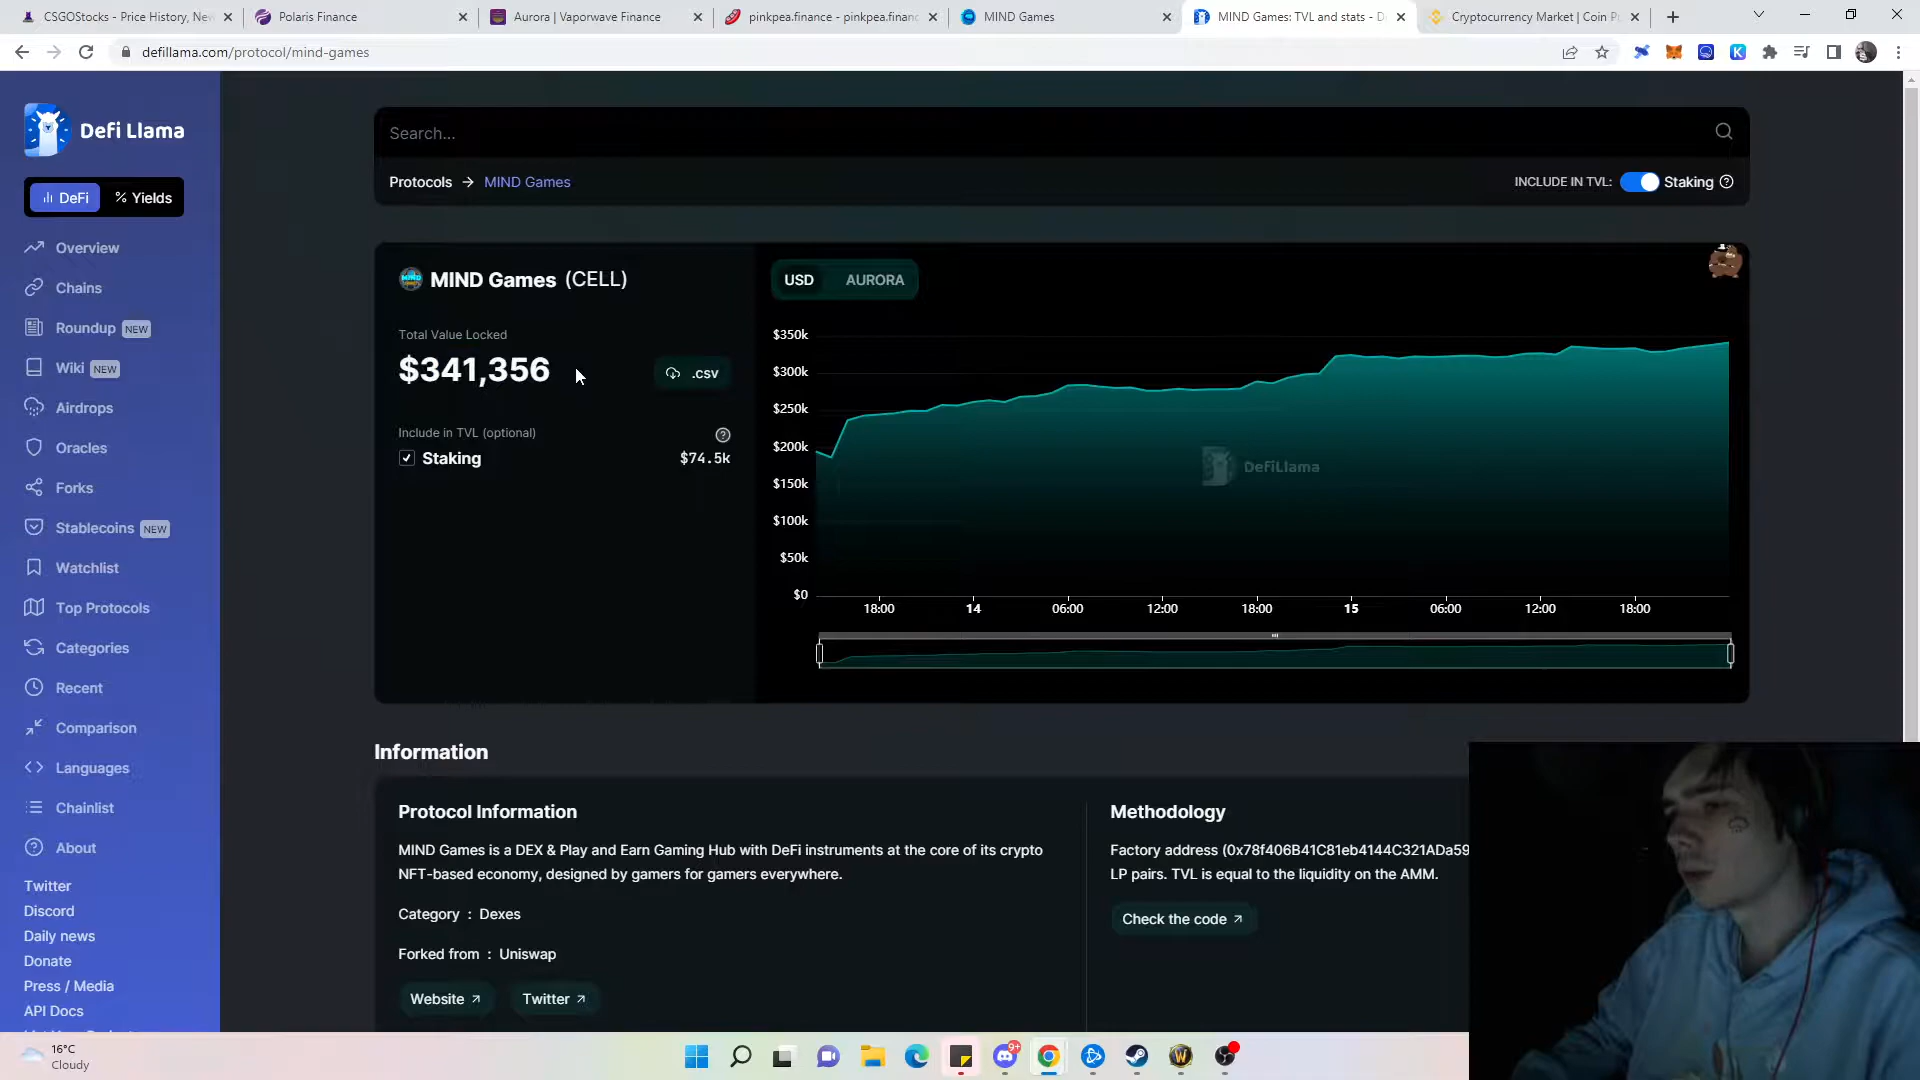 CSGOStocks - Price History, Nev
Polaris Finance
Aurora | Vaporwave Finance
pinkpea.finance - pinkpea.financ
MIND Games
MIND Games: TVL and stats - D
Cryptocurrency Market | Coin P
defillama.com/protocol/mind-games
Defi Llama
DeFi
Yields
Overview
Chains
Roundup NEW
Wiki NEW
Airdrops
Oracles
Forks
Stablecoins NEW
Watchlist
Top Protocols
Categories
Recent
Comparison
Languages
Chainlist
About
Twitter
Discord
Daily news
Donate
Press / Media
API Docs
Search...
Protocols → MIND Games
INCLUDE IN TVL: Staking
MIND Games (CELL)
Total Value Locked
$341,356
.csv
Include in TVL (optional)
Staking $74.5k
USD AURORA
$350k
$300k
$250k
$200k
$150k
$100k
$50k
$0
DefiLlama
18:00 14 06:00 12:00 18:00 15 06:00 12:00 18:00
Information
Protocol Information
MIND Games is a DEX & Play and Earn Gaming Hub with DeFi instruments at the core of its crypto
NFT-based economy, designed by gamers for gamers everywhere.
Category : Dexes
Forked from : Uniswap
Website
Twitter
Methodology
Factory address (0x78f406B41C81eb4144C321ADa59
LP pairs. TVL is equal to the liquidity on the AMM.
Check the code
16°C
Cloudy
9+